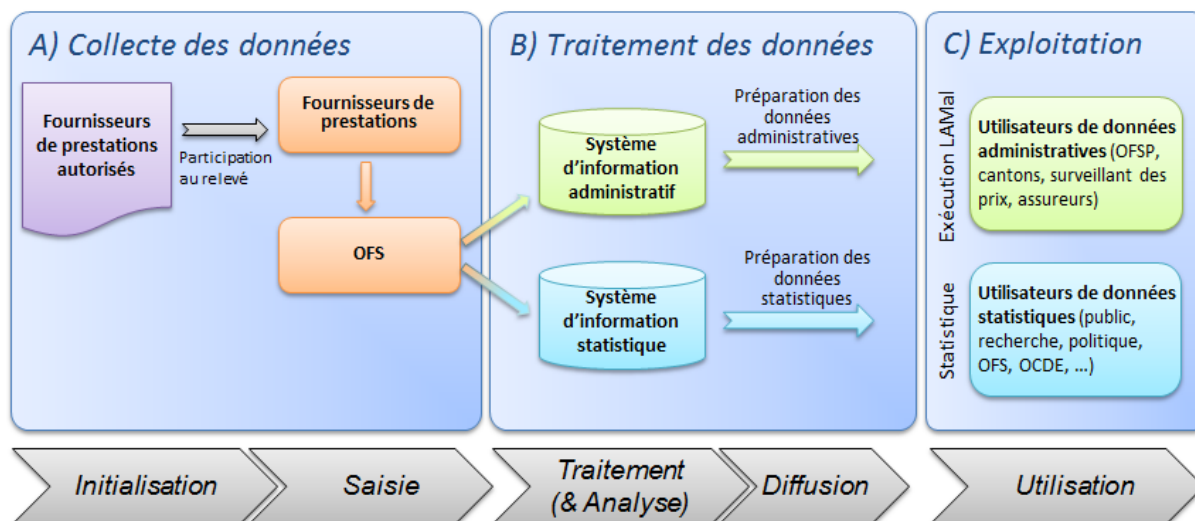 A) Collecte des données
Fournisseurs
de prestations
autorisés
Participation
au relevé
Fournisseurs de
prestations
OFS
B) Traitement des données
Système
d'information
administratif
Préparation des
données
administratives
Système
d'information
statistique
Préparation des
données
statistiques
C) Exploitation
Exécution LAMal
Utilisateurs de données
administratives (OFSP,
cantons, surveillant des
prix, assureurs)
Statistique
Utilisateurs de données
statistiques (public,
recherche, politique,
OFS, OCDE, ...)
Initialisation
Saisie
Traitement
(& Analyse)
Diffusion
Utilisation